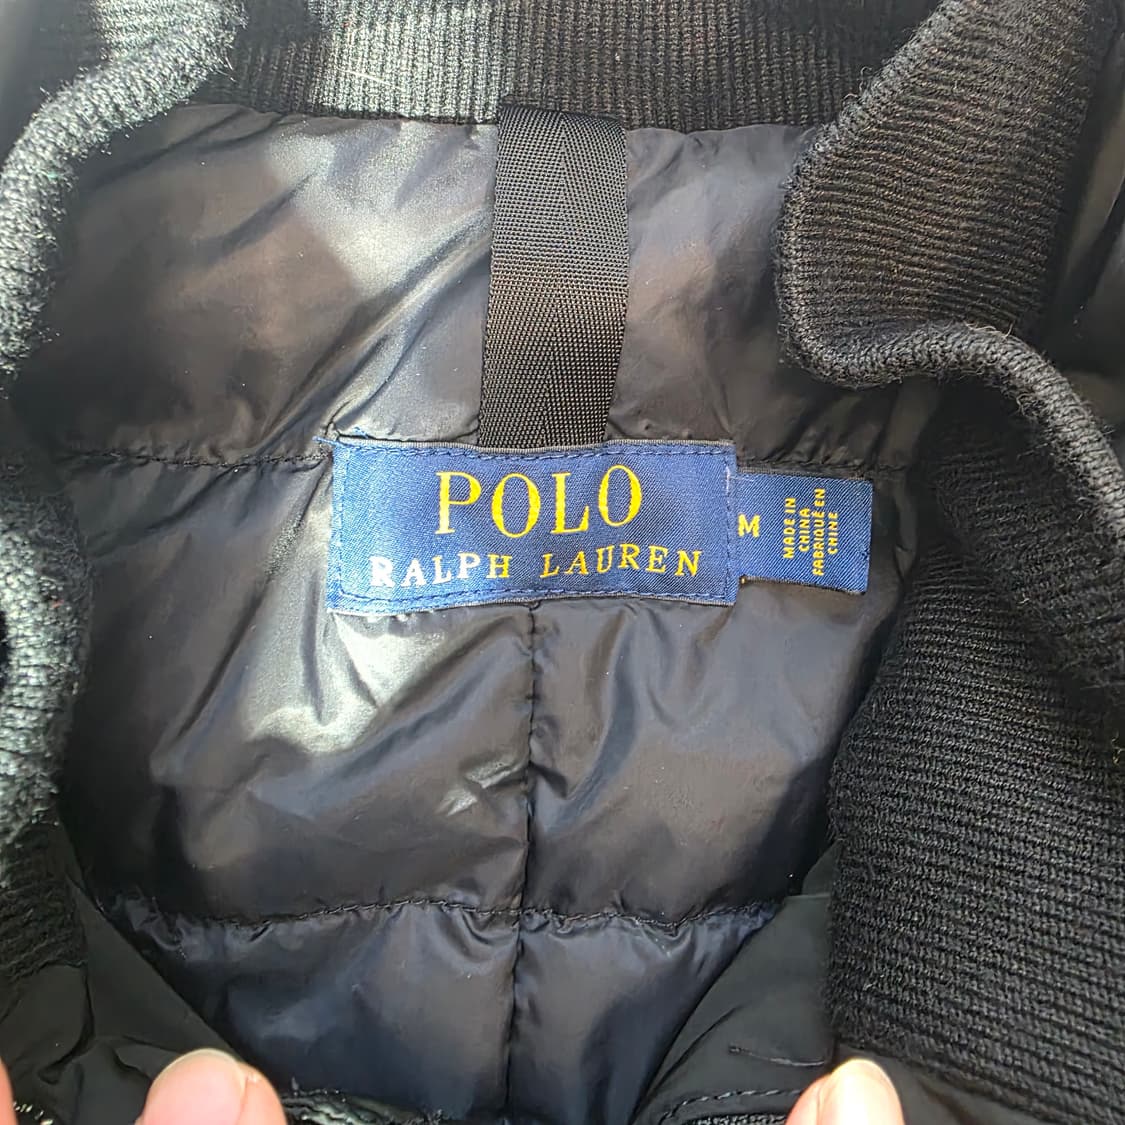 POLO
RALPH LAUREN
M
MADE IN
CHINA
FABRIQUÉ EN
CHINE